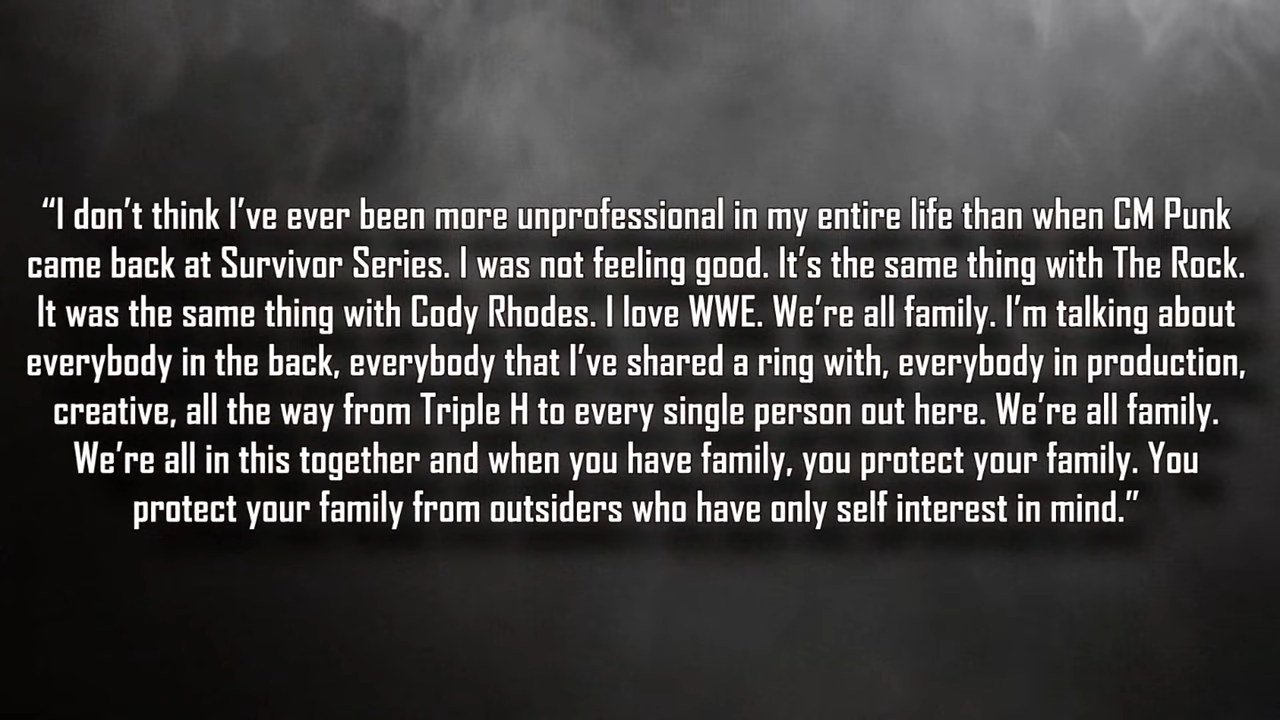 “I don’t think I’ve ever been more unprofessional in my entire life than when CM Punk
came back at Survivor Series. I was not feeling good. It’s the same thing with The Rock.
It was the same thing with Cody Rhodes. I love WWE. We’re all family. I’m talking about
everybody in the back, everybody that I’ve shared a ring with, everybody in production,
creative, all the way from Triple H to every single person out here. We’re all family.
We’re all in this together and when you have family, you protect your family. You
protect your family from outsiders who have only self interest in mind.”